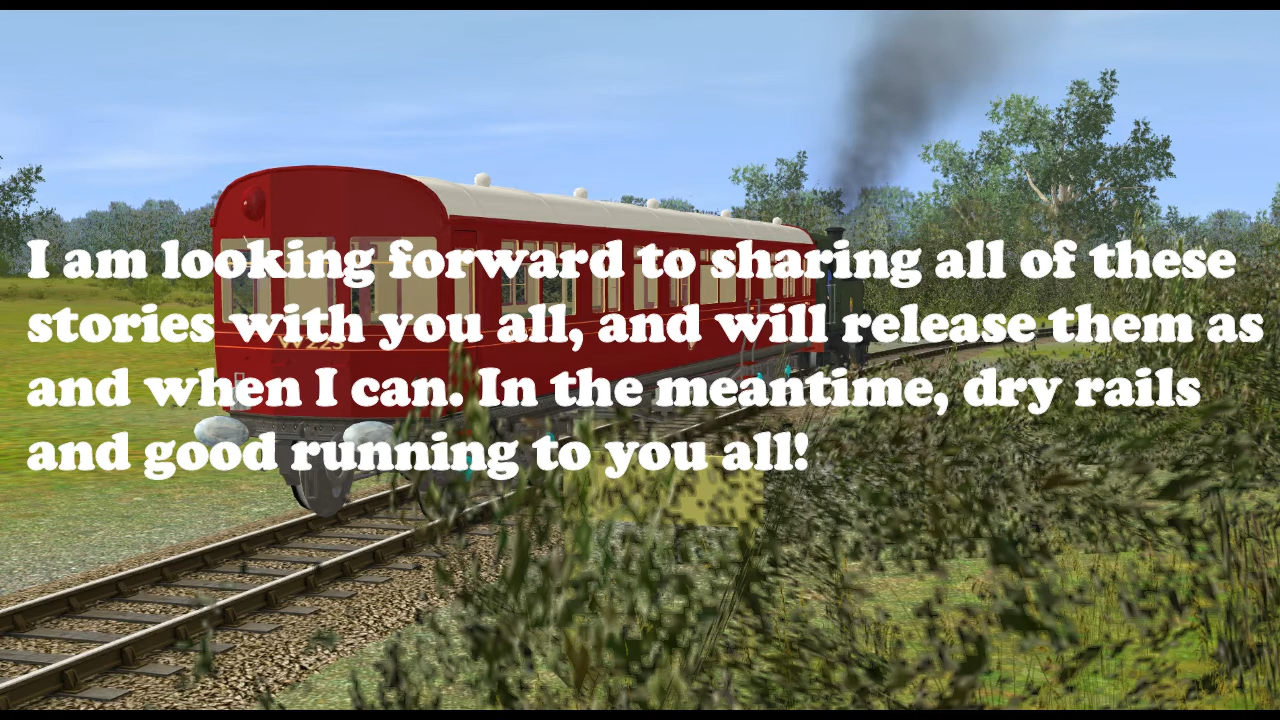 I am looking forward to sharing all of these
stories with you all, and will release them as
and when I can. In the meantime, dry rails
and good running to you all!